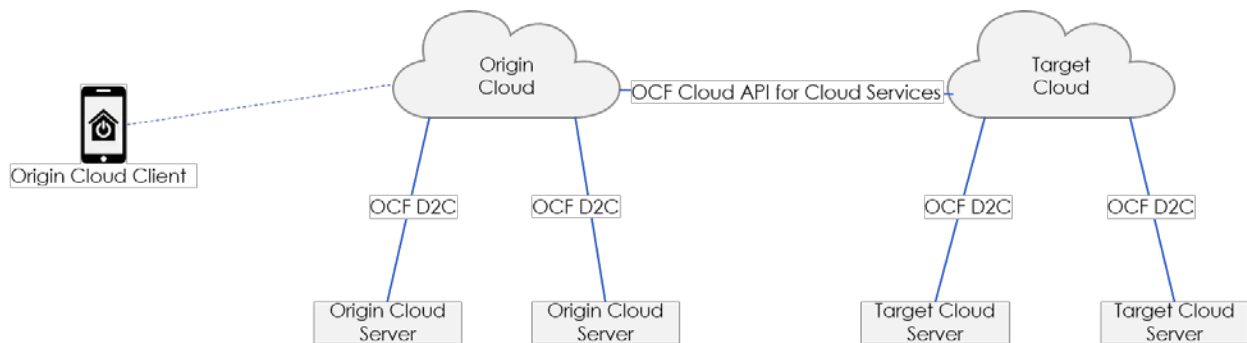 Origin
Cloud
Target
Cloud
OCF Cloud API for Cloud Services
Origin Cloud Client
OCF D2C
OCF D2C
OCF D2C
OCF D2C
Origin Cloud
Server
Origin Cloud
Server
Target Cloud
Server
Target Cloud
Server